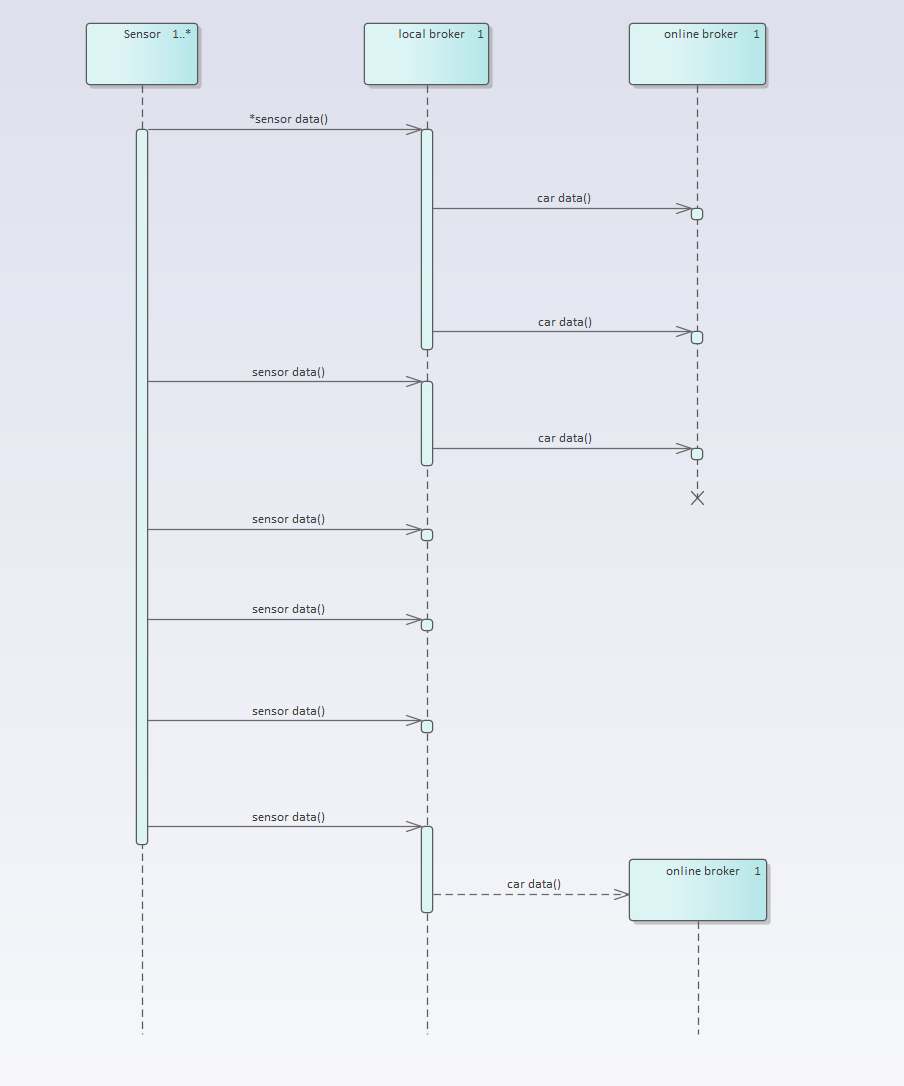 Sensor 1..*
local broker 1
online broker 1
*sensor data()
car data()
car data()
sensor data()
car data()
sensor data()
sensor data()
sensor data()
sensor data()
online broker 1
car data()